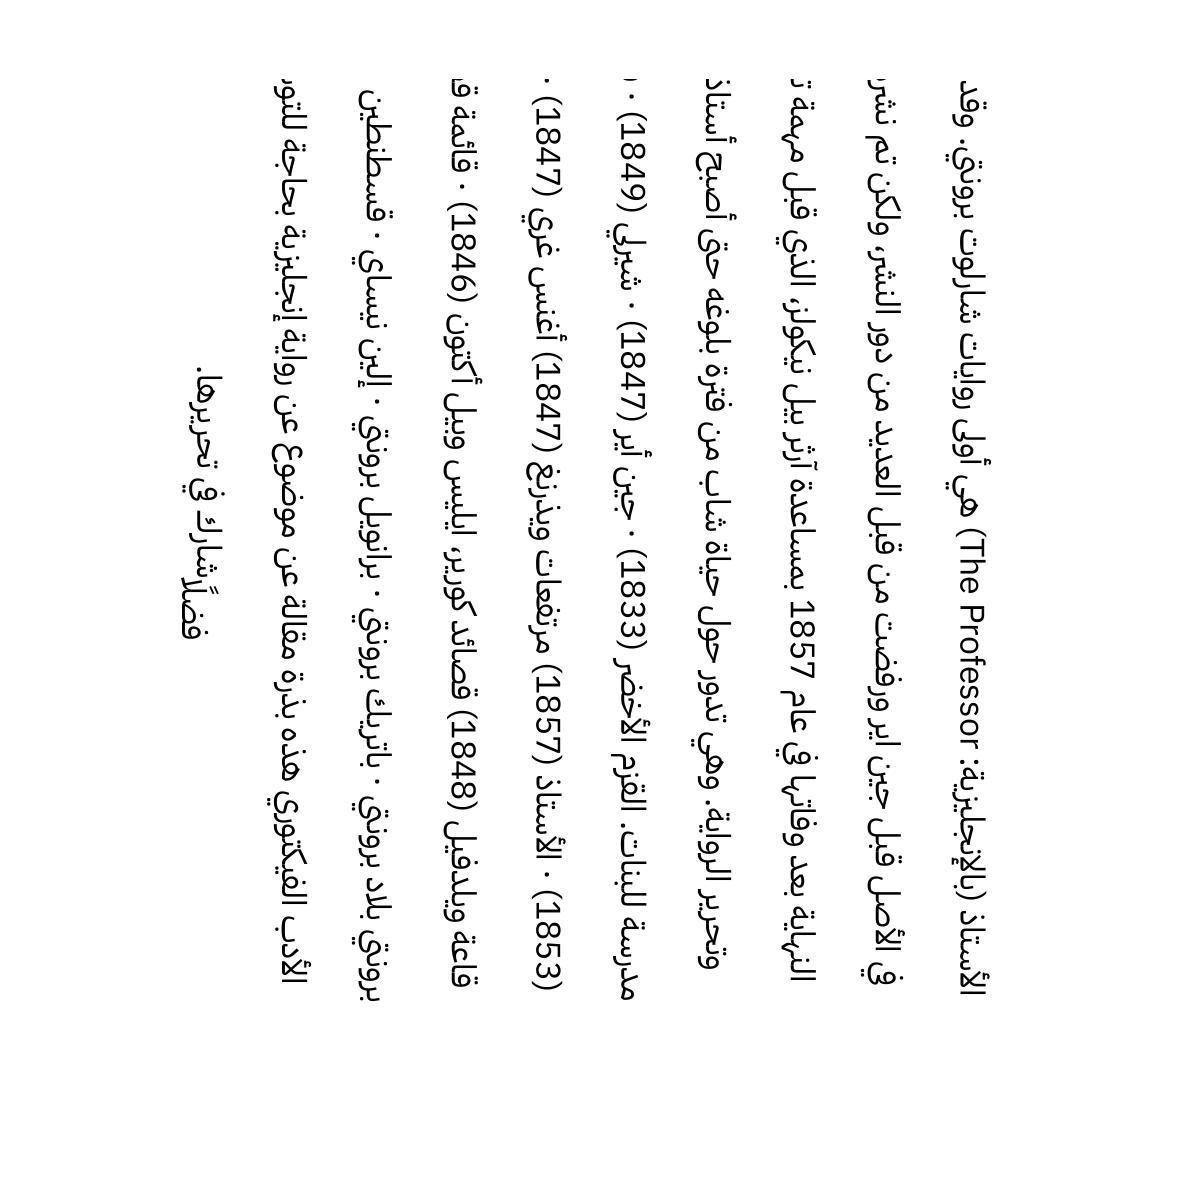 الأستاذ (بالإنجليزية: The Professor) هي أولى روايات شارلوت برونتي. وقد
في الأصل قبل جين اير ورفضت من قبل العديد من دور النشر، ولكن تم
النهاية بعد وفاتها في عام 1857 بمساعدة آرثر بيل نيكولز، الذي قبل مهمة
وتحرير الرواية. وهي تدور حول حياة شاب من فترة بلوغه حتى أصبح أستاذ
مدرسة للبنات. القزم الأخضر (1833) · جين أير (1847) · شيرلي (1849) ·
(1853) · الأستاذ (1857) مرتفعات ويذرنغ (1847) أغنس غري (1847) ·
قاعة ويلدفيل (1848) قصائد كورير، ايليس وبيل أكتون (1846) · قائمة
برونتي بلاد برونتي · باتريك برونتي · برانويل برونتي · إلين نيساي · قسطنطين
الأدب الفيكتوري هذه بذرة مقالة عن موضوع عن رواية إنجليزية بحاجة
فضلًا شارك في تحريرها.